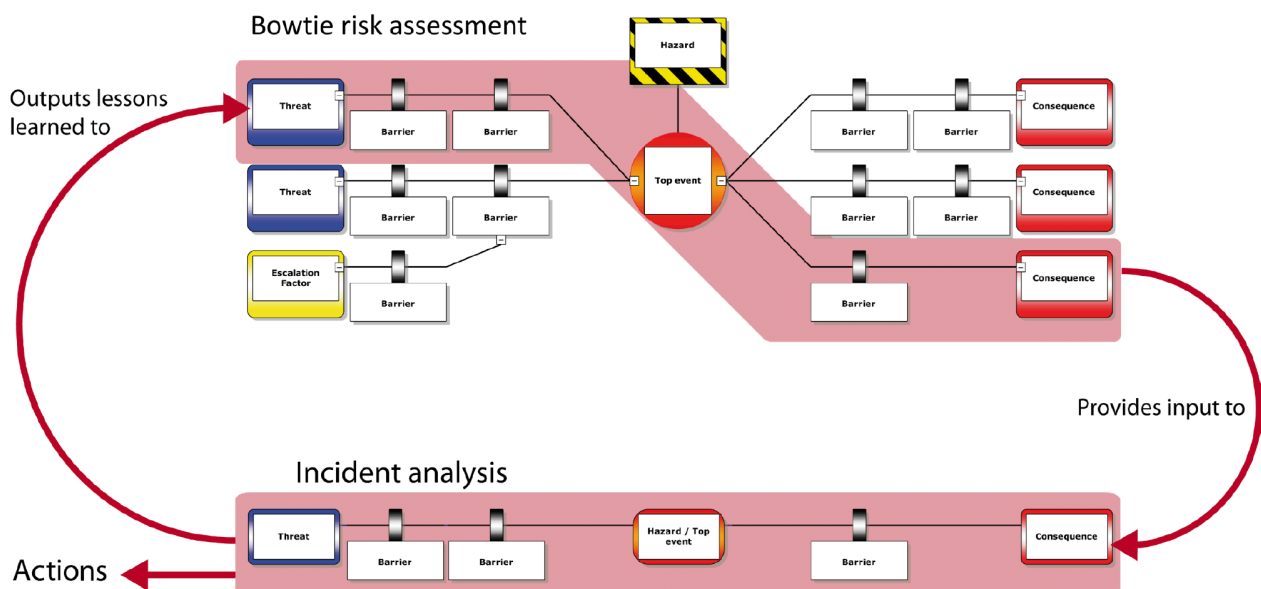 Bowtie risk assessment
Hazard
Outputs lessons
learned to
Threat
Barrier
Barrier
Barrier
Barrier
Consequence
Top event
Threat
Barrier
Barrier
Barrier
Barrier
Consequence
Escalation
Factor
Barrier
Barrier
Consequence
Provides input to
Incident analysis
Threat
Barrier
Barrier
Hazard / Top
event
Barrier
Consequence
Actions